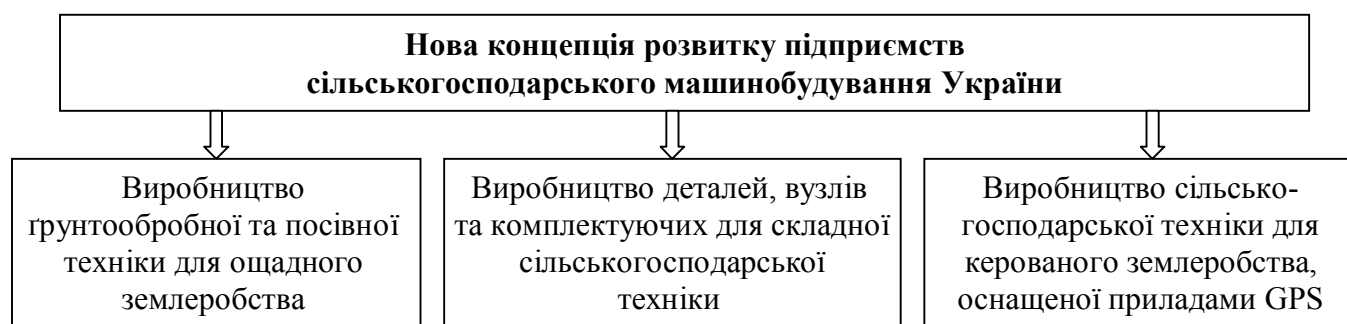 Нова концепція розвитку підприємств
сільськогосподарського машинобудування України
Виробництво
ґрунтообробної та посівної
техніки для ощадного
землеробства
Виробництво деталей, вузлів
та комплектуючих для складної
сільськогосподарської
техніки
Виробництво сільсько-
господарської техніки для
керованого землеробства,
оснащеної приладами GPS